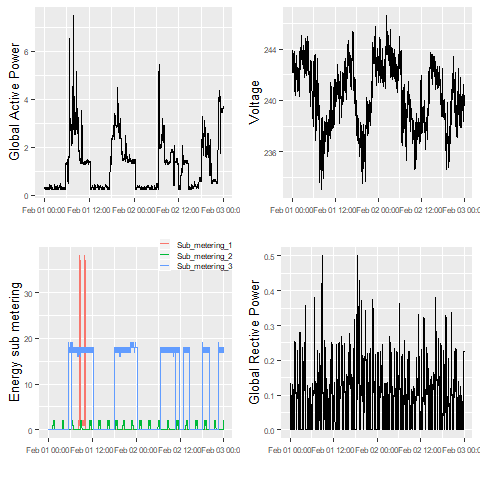 Global Active Power
6
4
2
0
Feb 01 00:00
Feb 01 12:00
Feb 02 00:00
Feb 02 12:00
Feb 03 00:0
Voltage
244
240
236
Feb 01 00:00
Feb 01 12:00
Feb 02 00:00
Feb 02 12:00
Feb 03 00:0
Energy sub metering
30
20
10
0
Feb 01 00:00
Feb 01 12:00
Feb 02 00:00
Feb 02 12:00
Feb 03 00:0
Sub_metering_1
Sub_metering_2
Sub_metering_3
Global Rective Power
0.5
0.4
0.3
0.2
0.1
0.0
Feb 01 00:00
Feb 01 12:00
Feb 02 00:00
Feb 02 12:00
Feb 03 00:0